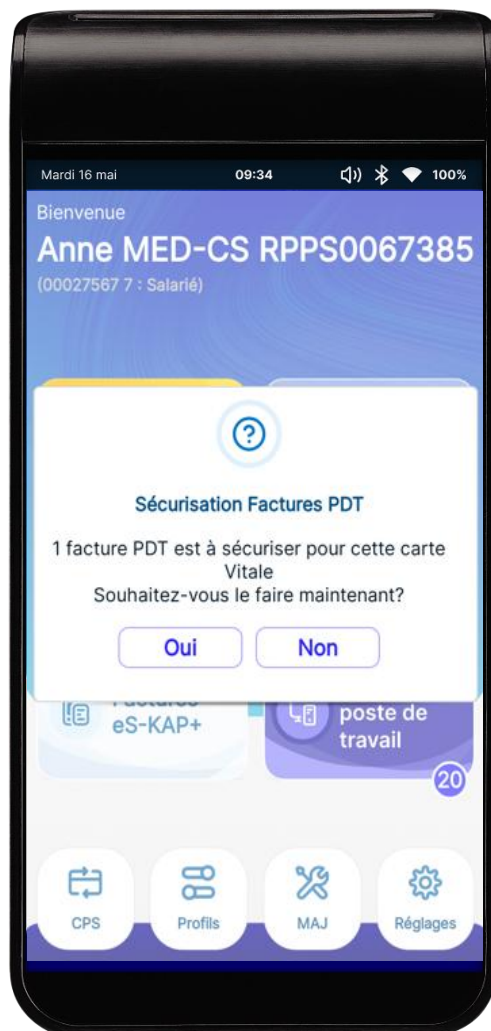 Mardi 16 mai 09:34 100%
Bienvenue
Anne MED-CS RPPS0067385
(00027567 7 : Salarié)
Sécurisation Factures PDT
1 facture PDT est à sécuriser pour cette carte
Vitale
Souhaitez-vous le faire maintenant?
Oui Non
Factures
eS-KAP+
poste de
travail
20
CPS Profils MAJ Réglages